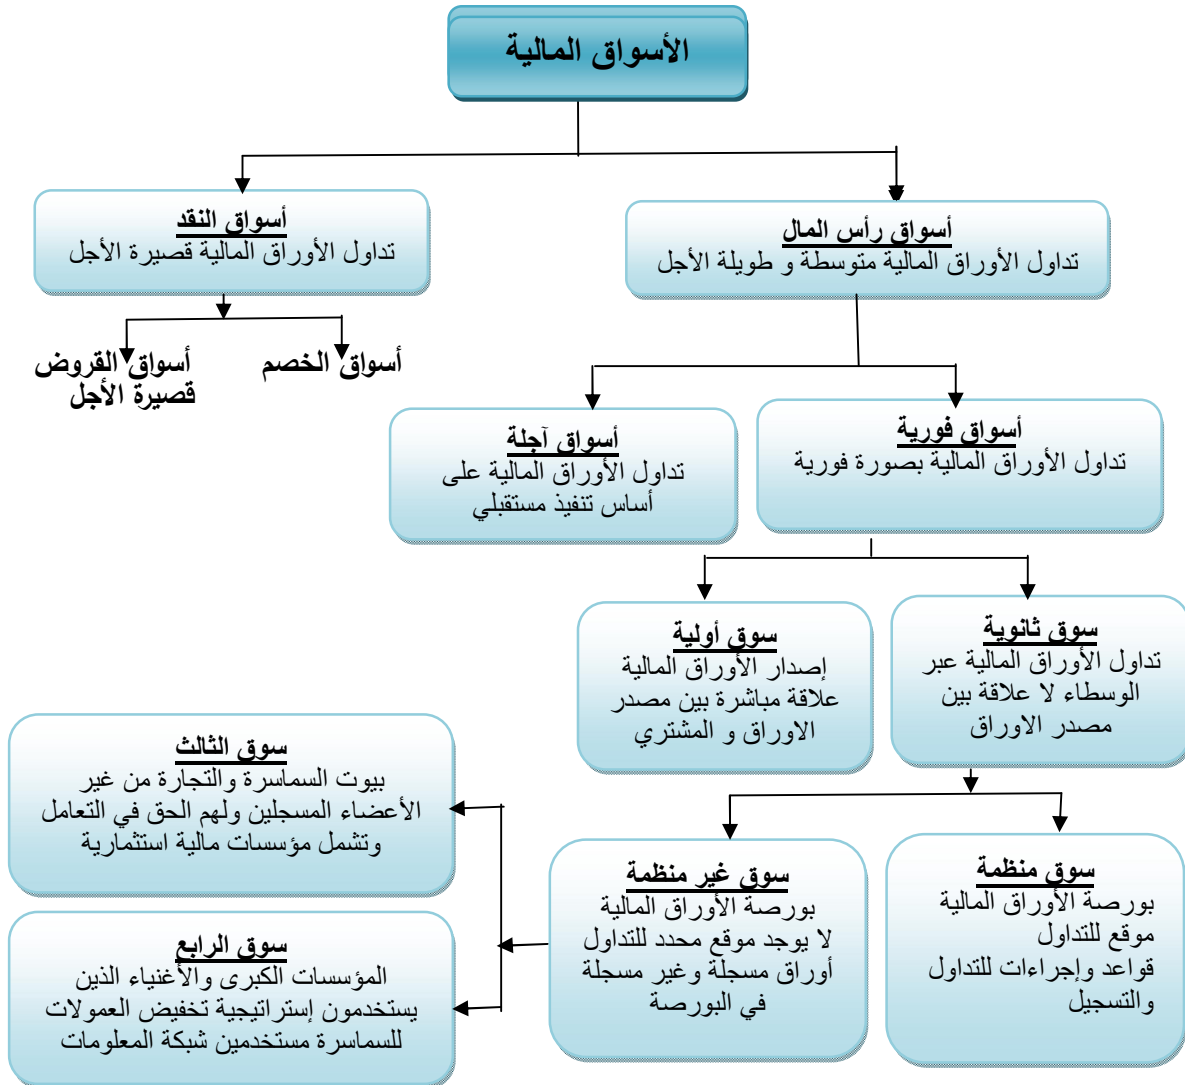 الأسواق المالية
أسواق رأس المال
تداول الأوراق المالية متوسطة و طويلة الأجل
أسواق النقد
تداول الأوراق المالية قصيرة الأجل
أسواق الخصم
أسواق القروض
قصيرة الأجل
أسواق فورية
تداول الأوراق المالية بصورة فورية
أسواق آجلة
تداول الأوراق المالية على
أساس تنفيذ مستقبلي
سوق ثانوية
تداول الأوراق المالية عبر
الوسطاء لا علاقة بين
مصدر الاوراق
سوق أولية
إصدار الأوراق المالية
علاقة مباشرة بين مصدر
الاوراق و المشتري
سوق منظمة
بورصة الأوراق المالية
موقع للتداول
قواعد وإجراءات للتداول
والتسجيل
سوق غير منظمة
بورصة الأوراق المالية
لا يوجد موقع محدد للتداول
أوراق مسجلة وغير مسجلة
في البورصة
سوق الثالث
بيوت السماسرة والتجارة من غير
الأعضاء المسجلين ولهم الحق في التعامل
وتشمل مؤسسات مالية استثمارية
سوق الرابع
المؤسسات الكبرى والأغنياء الذين
يستخدمون إستراتيجية تخفيض العمولات
للسماسرة مستخدمين شبكة المعلومات